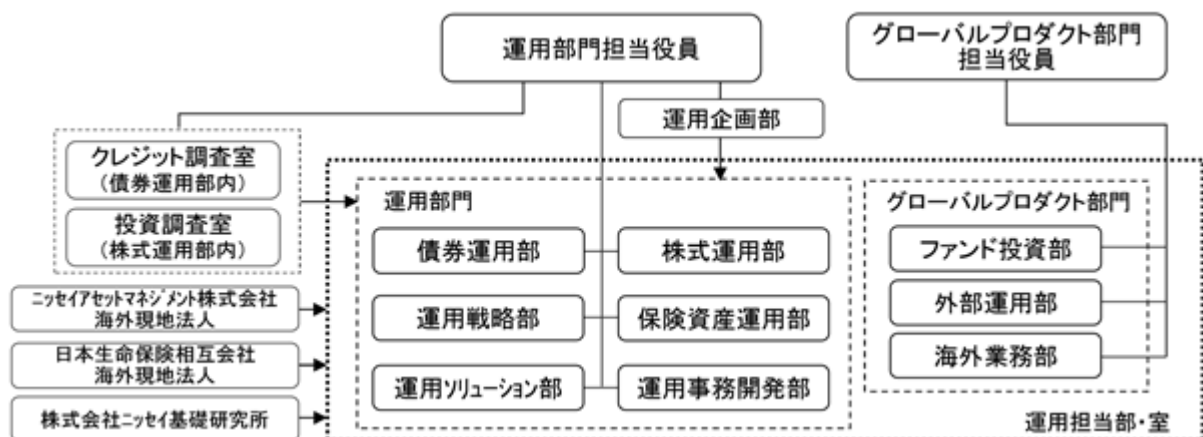 運用部門担当役員
グローバルプロダクト部門
担当役員
運用企画部
クレジット調査室
(債券運用部内)
投資調査室
(株式運用部内)
運用部門
債券運用部
株式運用部
運用戦略部
保険資産運用部
運用ソリューション部
運用事務開発部
グローバルプロダクト部門
ファンド投資部
外部運用部
海外業務部
ニッセイアセットマネジメント株式会社
海外現地法人
日本生命保険相互会社
海外現地法人
株式会社ニッセイ基礎研究所
運用担当部・室